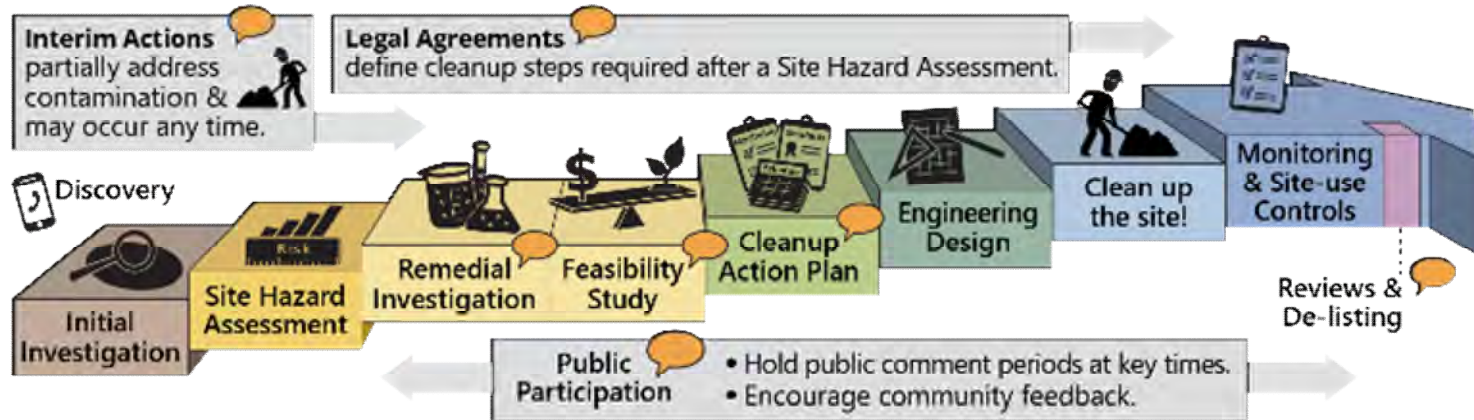 Interim Actions
partially address
contamination &
may occur any time.
Legal Agreements
define cleanup steps required after a Site Hazard Assessment.
Discovery
Initial
Investigation
Risk
Site Hazard
Assessment
Remedial
Investigation
$
Feasibility
Study
Cleanup
Action Plan
Engineering
Design
Clean up
the site!
Monitoring
& Site-use
Controls
Reviews &
De-listing
Public
Participation
• Hold public comment periods at key times.
• Encourage community feedback.